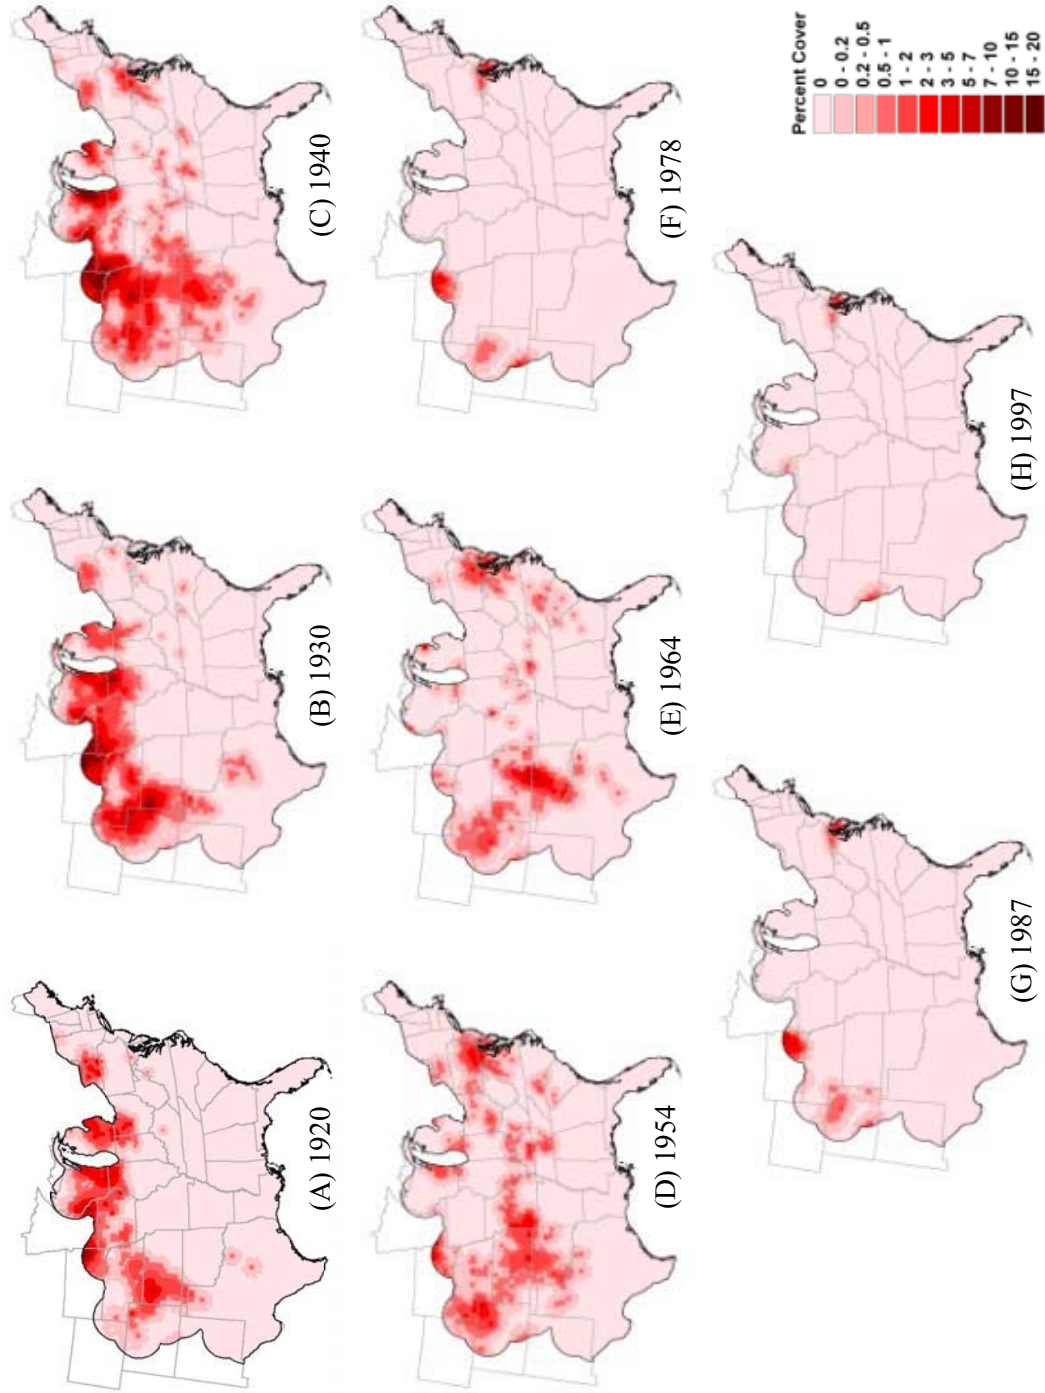 (A) 1920
(B) 1930
(C) 1940
(D) 1954
(E) 1964
(F) 1978
(G) 1987
(H) 1997
Percent Cover
0
0 - 0.2
0.2 - 0.5
0.5 - 1
1 - 2
2 - 3
3 - 5
5 - 7
7 - 10
10 - 15
15 - 20